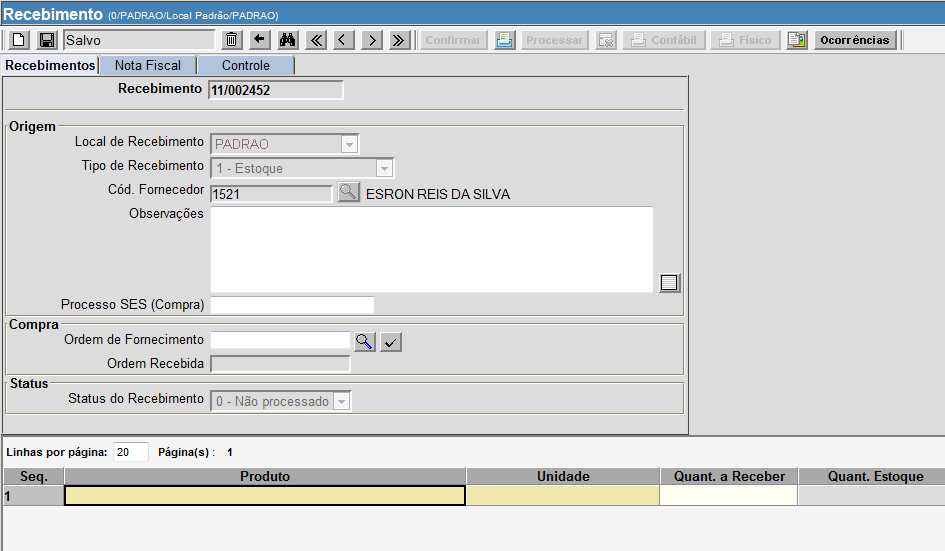 Recebimento (0/PADRAO/Local Padrão/PADRAO)
Salvo Confirmar Processar Contábil Físico Ocorrências
Recebimentos Nota Fiscal Controle
Recebimento 11/002452
Origem
Local de Recebimento PADRAO
Tipo de Recebimento 1 - Estoque
Cód. Fornecedor 1521 ESRON REIS DA SILVA
Observações
Processo SES (Compra)
Compra
Ordem de Fornecimento
Ordem Recebida
Status
Status do Recebimento 0 - Não processado
Linhas por página: 20 Página(s) : 1
Seq. Produto Unidade Quant. a Receber Quant. Estoque
1